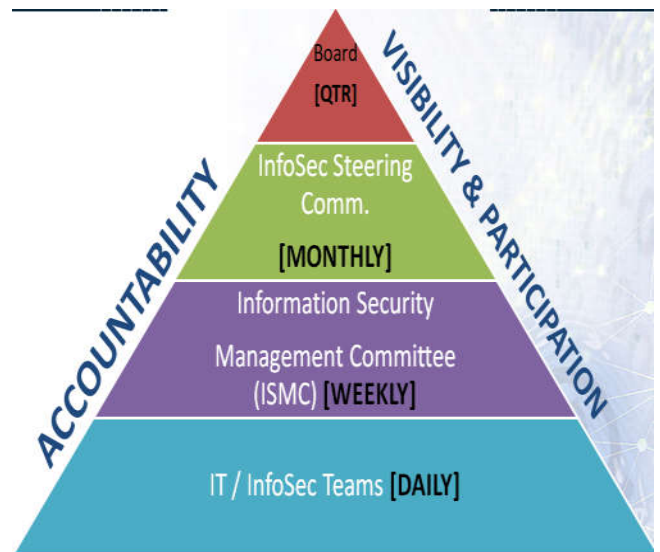 Board
[QTR]
InfoSec Steering
Comm.
[MONTHLY]
Information Security
Management Committee
(ISMC) [WEEKLY]
IT / InfoSec Teams [DAILY]
ACCOUNTABILITY
VISIBILITY & PARTICIPATION